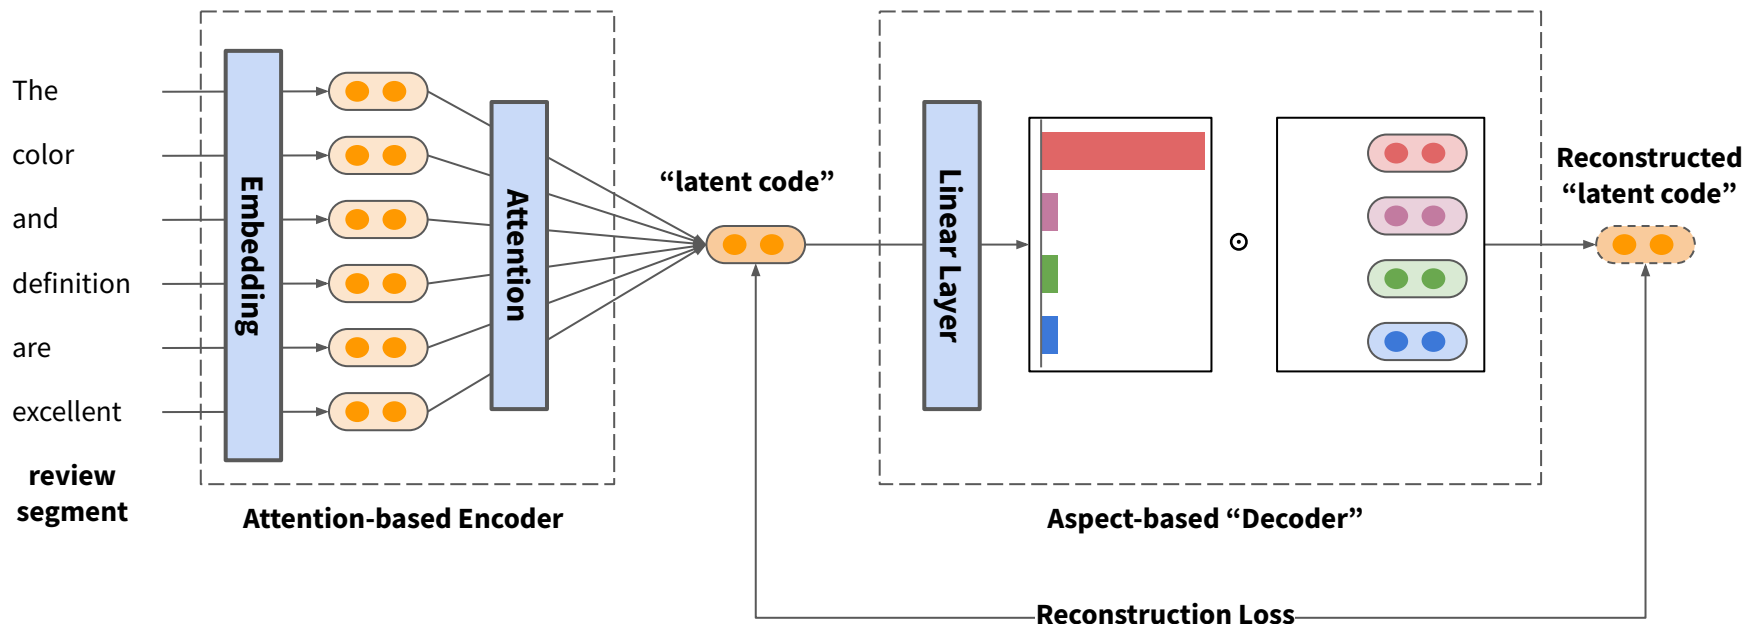 The
color
and
definition
are
excellent
review
segment
Embedding
Attention
Attention-based Encoder
“latent code”
Linear Layer
⊙
Aspect-based “Decoder”
Reconstructed
“latent code”
Reconstruction Loss